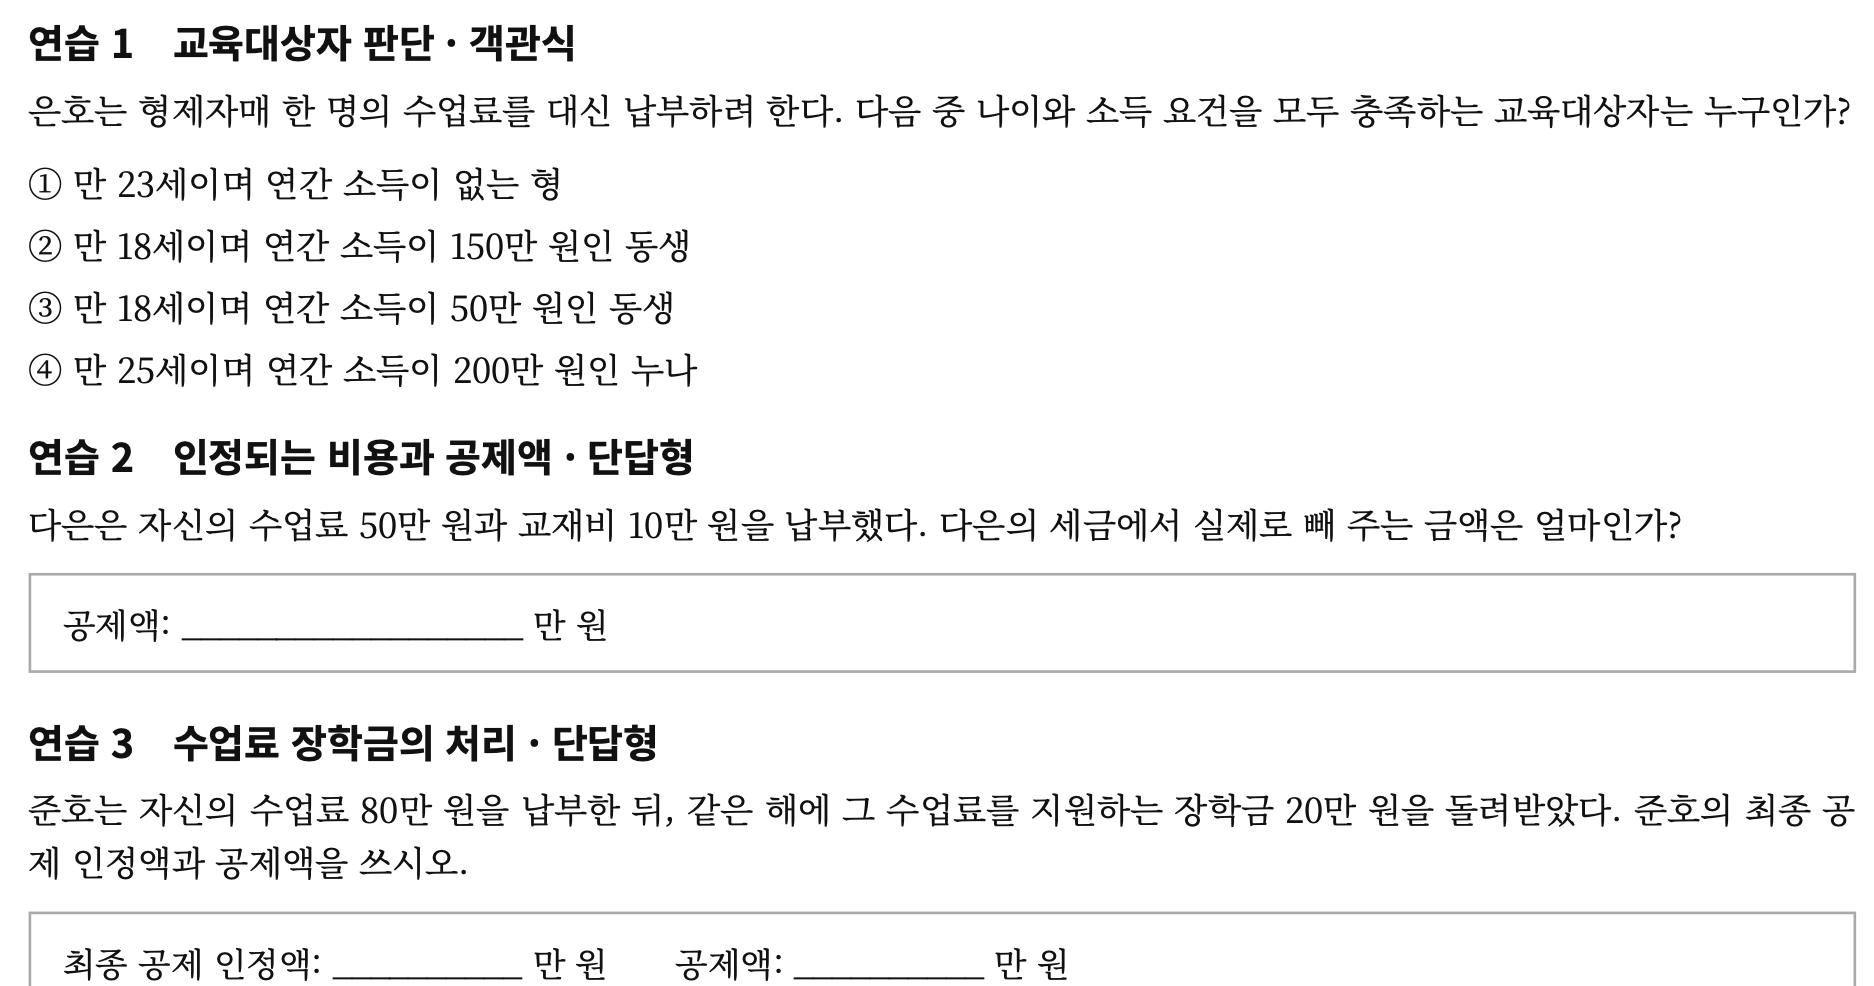 연습 1 교육대상자 판단 · 객관식
은호는 형제자매 한 명의 수업료를 대신 납부하려 한다. 다음 중 나이와 소득 요건을 모두 충족하는 교육대상자는 누구인가?
① 만 23세이며 연간 소득이 없는 형
② 만 18세이며 연간 소득이 150만 원인 동생
③ 만 18세이며 연간 소득이 50만 원인 동생
④ 만 25세이며 연간 소득이 200만 원인 누나
연습 2 인정되는 비용과 공제액 · 단답형
다은은 자신의 수업료 50만 원과 교재비 10만 원을 납부했다. 다은의 세금에서 실제로 빼 주는 금액은 얼마인가?
공제액: __________________ 만 원
연습 3 수업료 장학금의 처리 · 단답형
준호는 자신의 수업료 80만 원을 납부한 뒤, 같은 해에 그 수업료를 지원하는 장학금 20만 원을 돌려받았다. 준호의 최종 공
제 인정액과 공제액을 쓰시오.
최종 공제 인정액: __________ 만 원 공제액: __________ 만 원